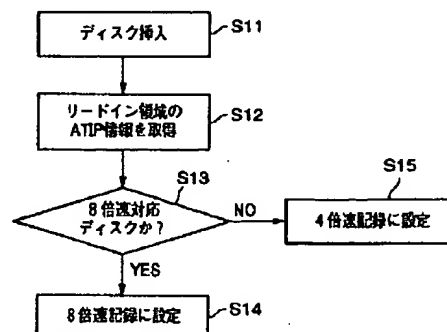 ディスク挿入
S11
リードイン領域の
ATIP情報を取得
S12
S13
8倍速対応
ディスクか?
NO
S15
4倍速記録に設定
YES
8倍速記録に設定
S14